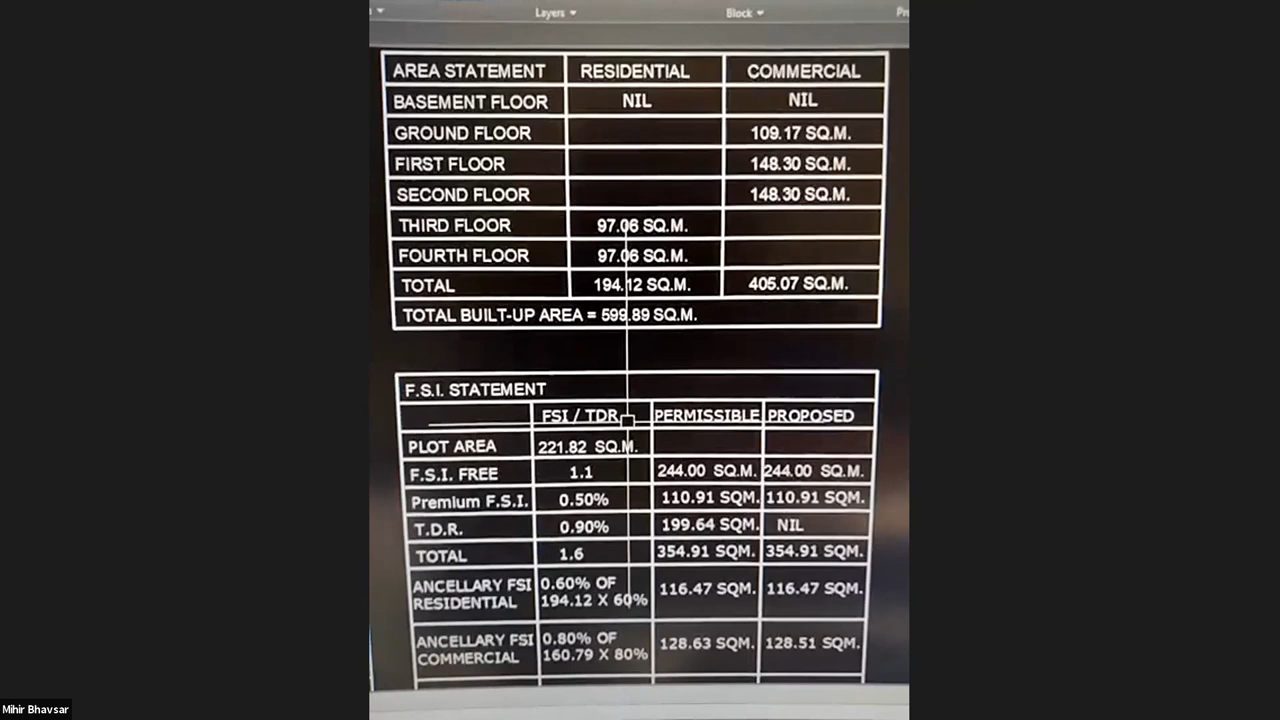 Layers Block
AREA STATEMENT RESIDENTIAL COMMERCIAL
BASEMENT FLOOR NIL NIL
GROUND FLOOR 109.17 SQ.M.
FIRST FLOOR 148.30 SQ.M.
SECOND FLOOR 148.30 SQ.M.
THIRD FLOOR 97.06 SQ.M.
FOURTH FLOOR 97.06 SQ.M.
TOTAL 194.12 SQ.M. 405.07 SQ.M.
TOTAL BUILT-UP AREA = 599.89 SQ.M.
F.S.I. STATEMENT
FSI / TDR PERMISSIBLE PROPOSED
PLOT AREA 221.82 SQ.M.
F.S.I. FREE 1.1 244.00 SQ.M. 244.00 SQ.M.
Premium F.S.I. 0.50% 110.91 SQM. 110.91 SQM.
T.D.R. 0.90% 199.64 SQM. NIL
TOTAL 1.6 354.91 SQM. 354.91 SQM.
ANCELLARY FSI 0.60% OF
RESIDENTIAL 194.12 X 60% 116.47 SQM. 116.47 SQM.
ANCELLARY FSI 0.80% OF
COMMERCIAL 160.79 X 80% 128.63 SQM. 128.51 SQM.
Mihir Bhavsar